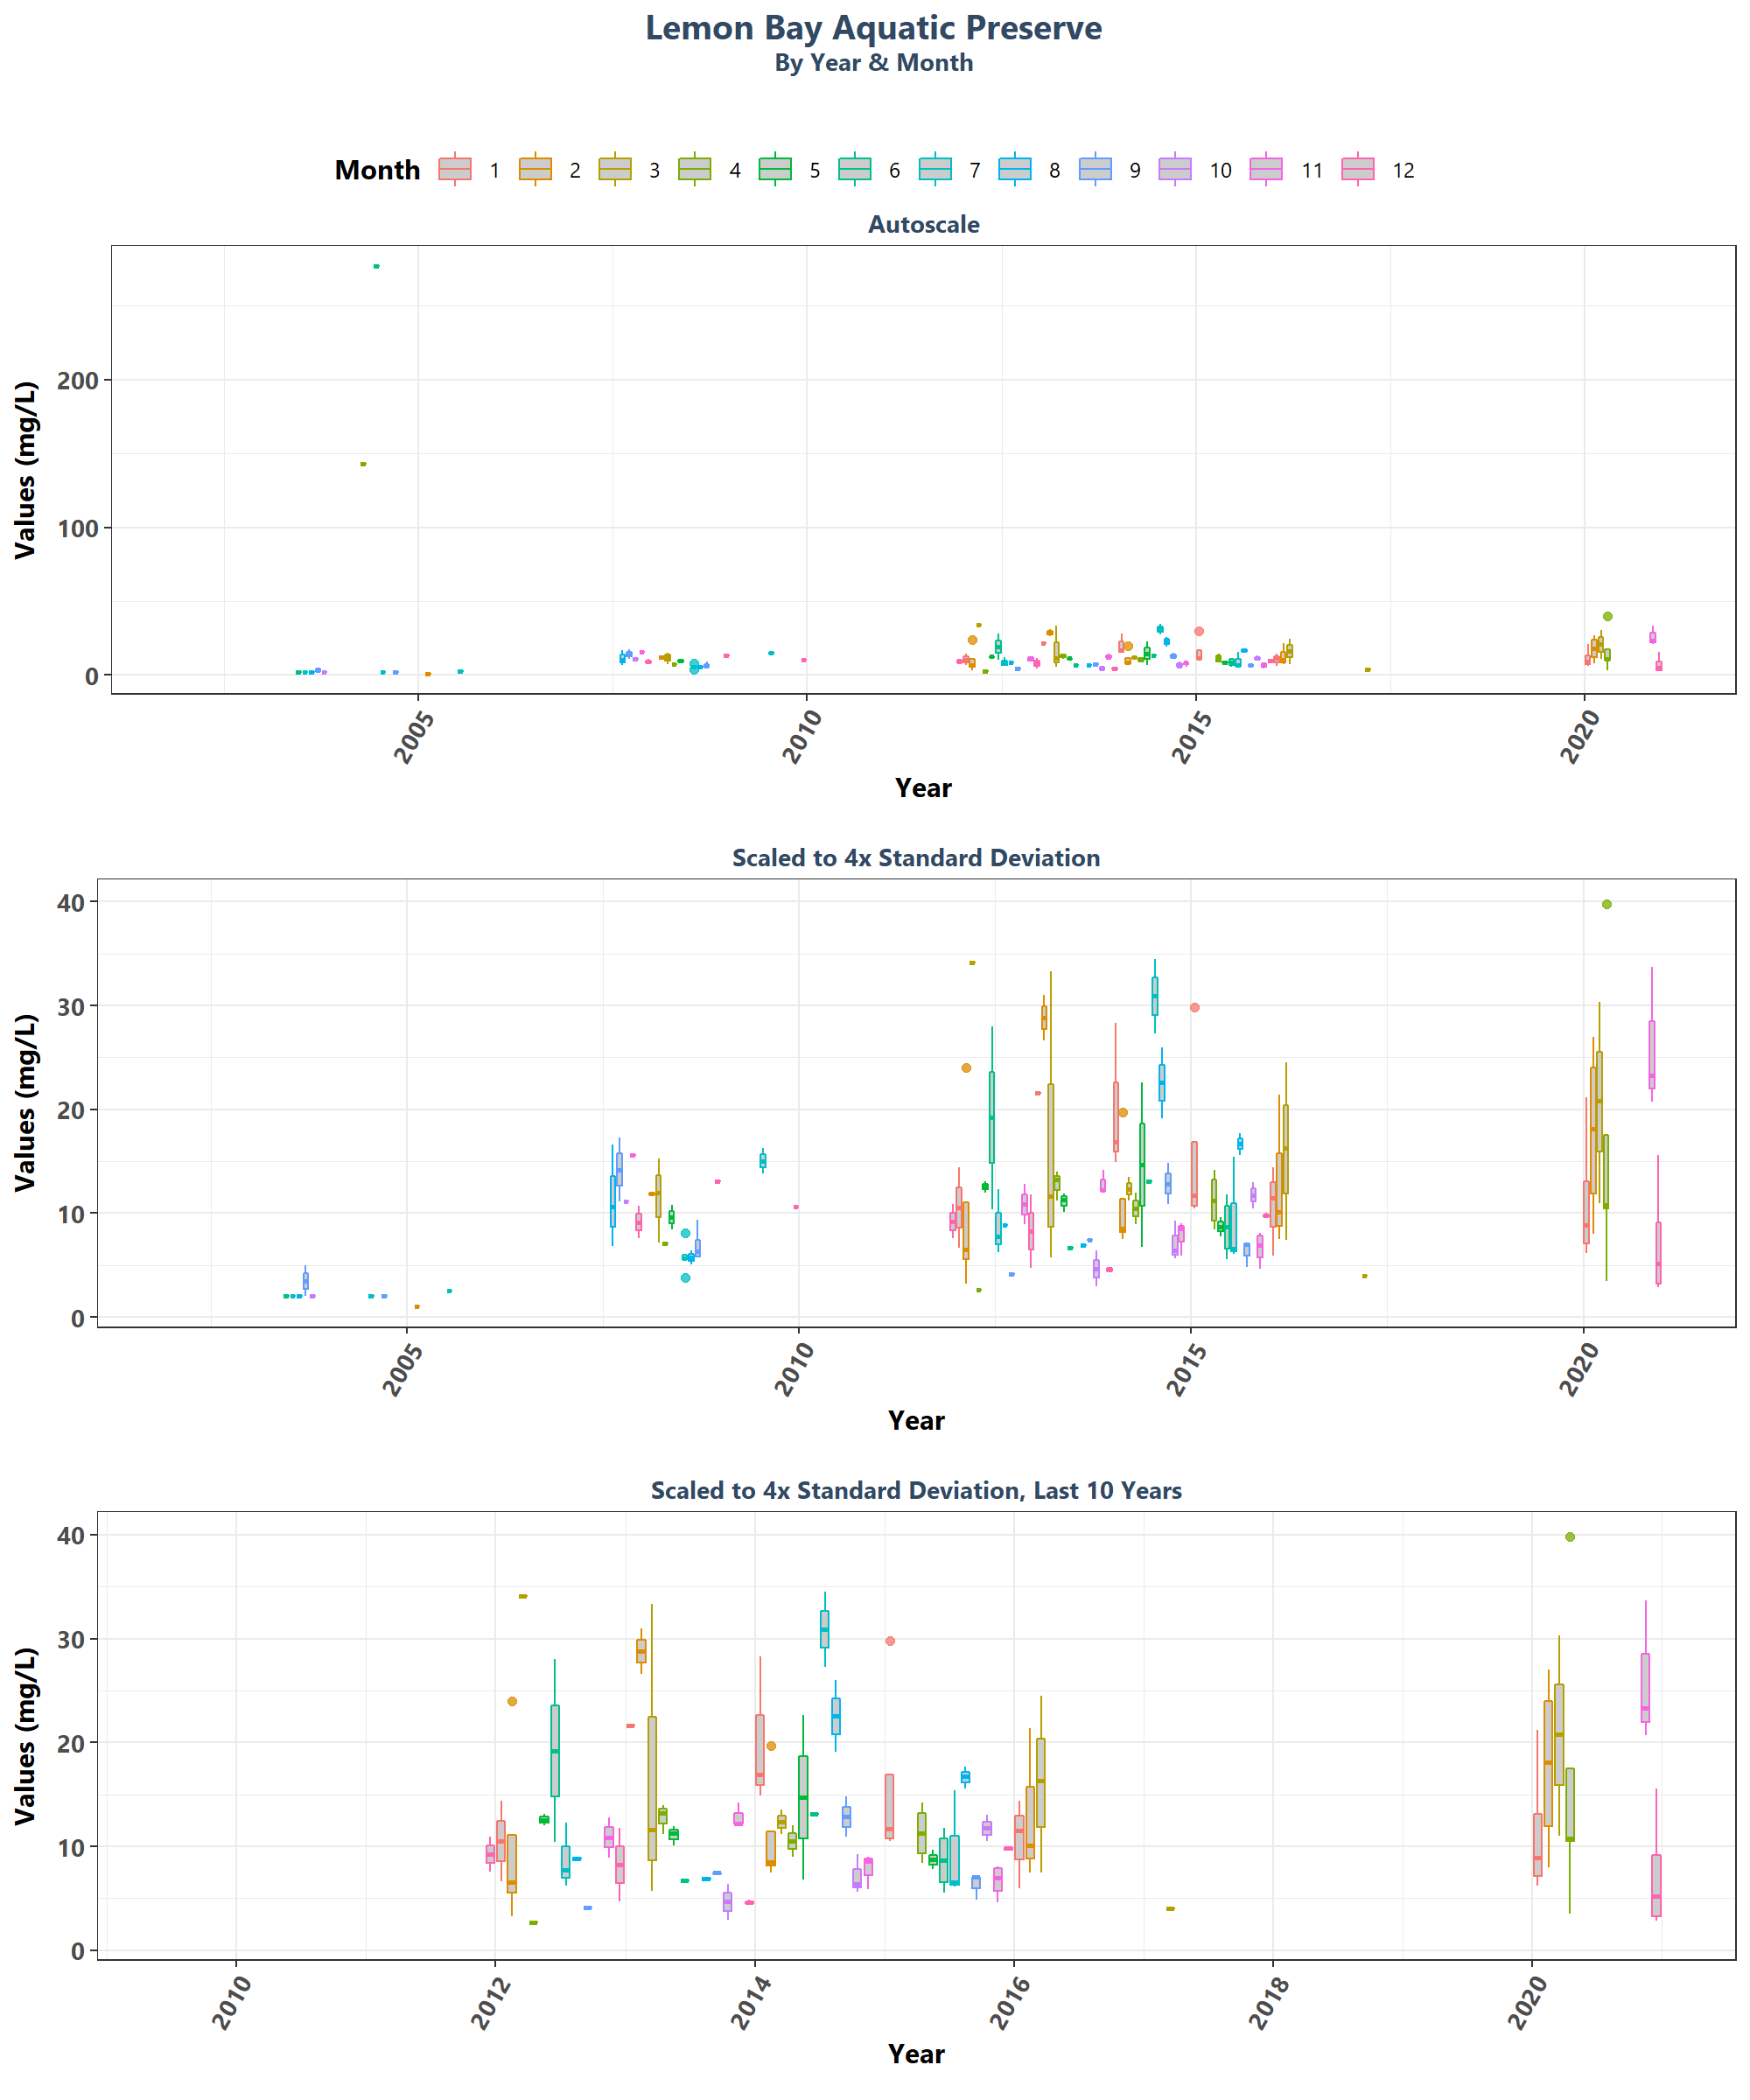 Lemon Bay Aquatic Preserve
By Year & Month
Month 1 2 3 4 5 6 7 8 9 10 11 12
Autoscale
Values (mg/L)
200
100
0
2005 2010 2015 2020
Year
Scaled to 4x Standard Deviation
Values (mg/L)
40
30
20
10
0
2005 2010 2015 2020
Year
Scaled to 4x Standard Deviation, Last 10 Years
Values (mg/L)
40
30
20
10
0
2010 2012 2014 2016 2018 2020
Year